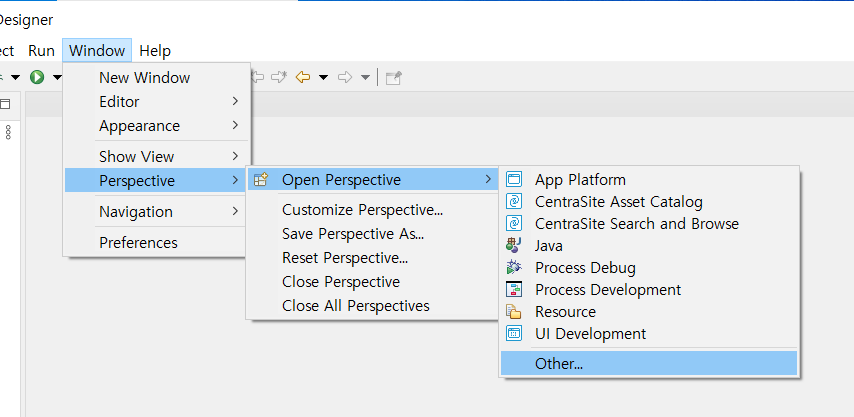 Designer
ect Run Window Help
New Window
Editor
Appearance
Show View
Perspective
Navigation
Preferences
Open Perspective
Customize Perspective...
Save Perspective As...
Reset Perspective...
Close Perspective
Close All Perspectives
App Platform
CentraSite Asset Catalog
CentraSite Search and Browse
Java
Process Debug
Process Development
Resource
UI Development
Other...